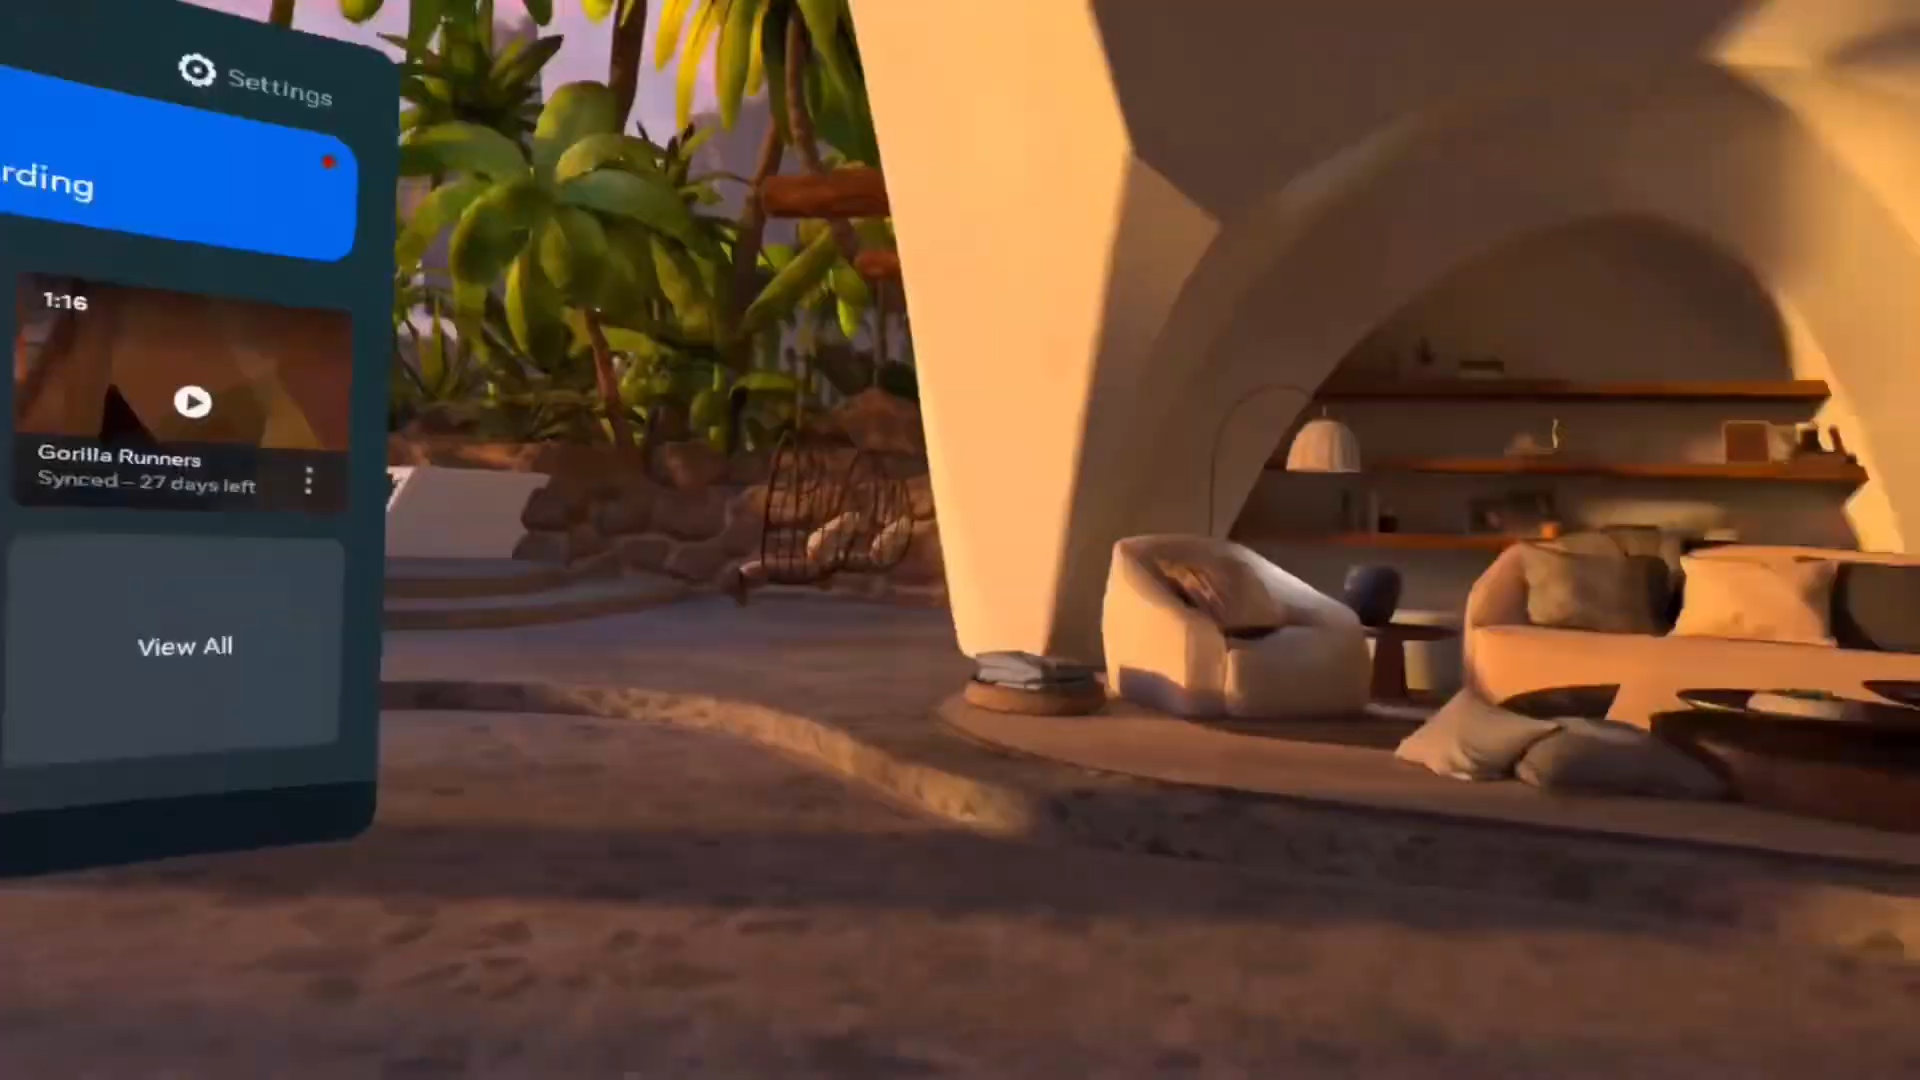 Settings
rding
1:16
Gorilla Runners
Synced – 27 days left
View All